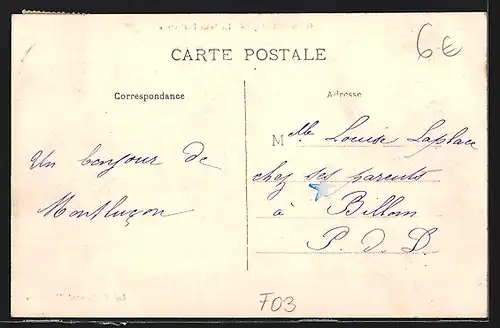 6€
CARTE POSTALE
Correspondance
Adresse
Un bonjour de
Montluçon
Mlle Louise Laplace
chez ses parents
à Billom
P. d. D.
F03